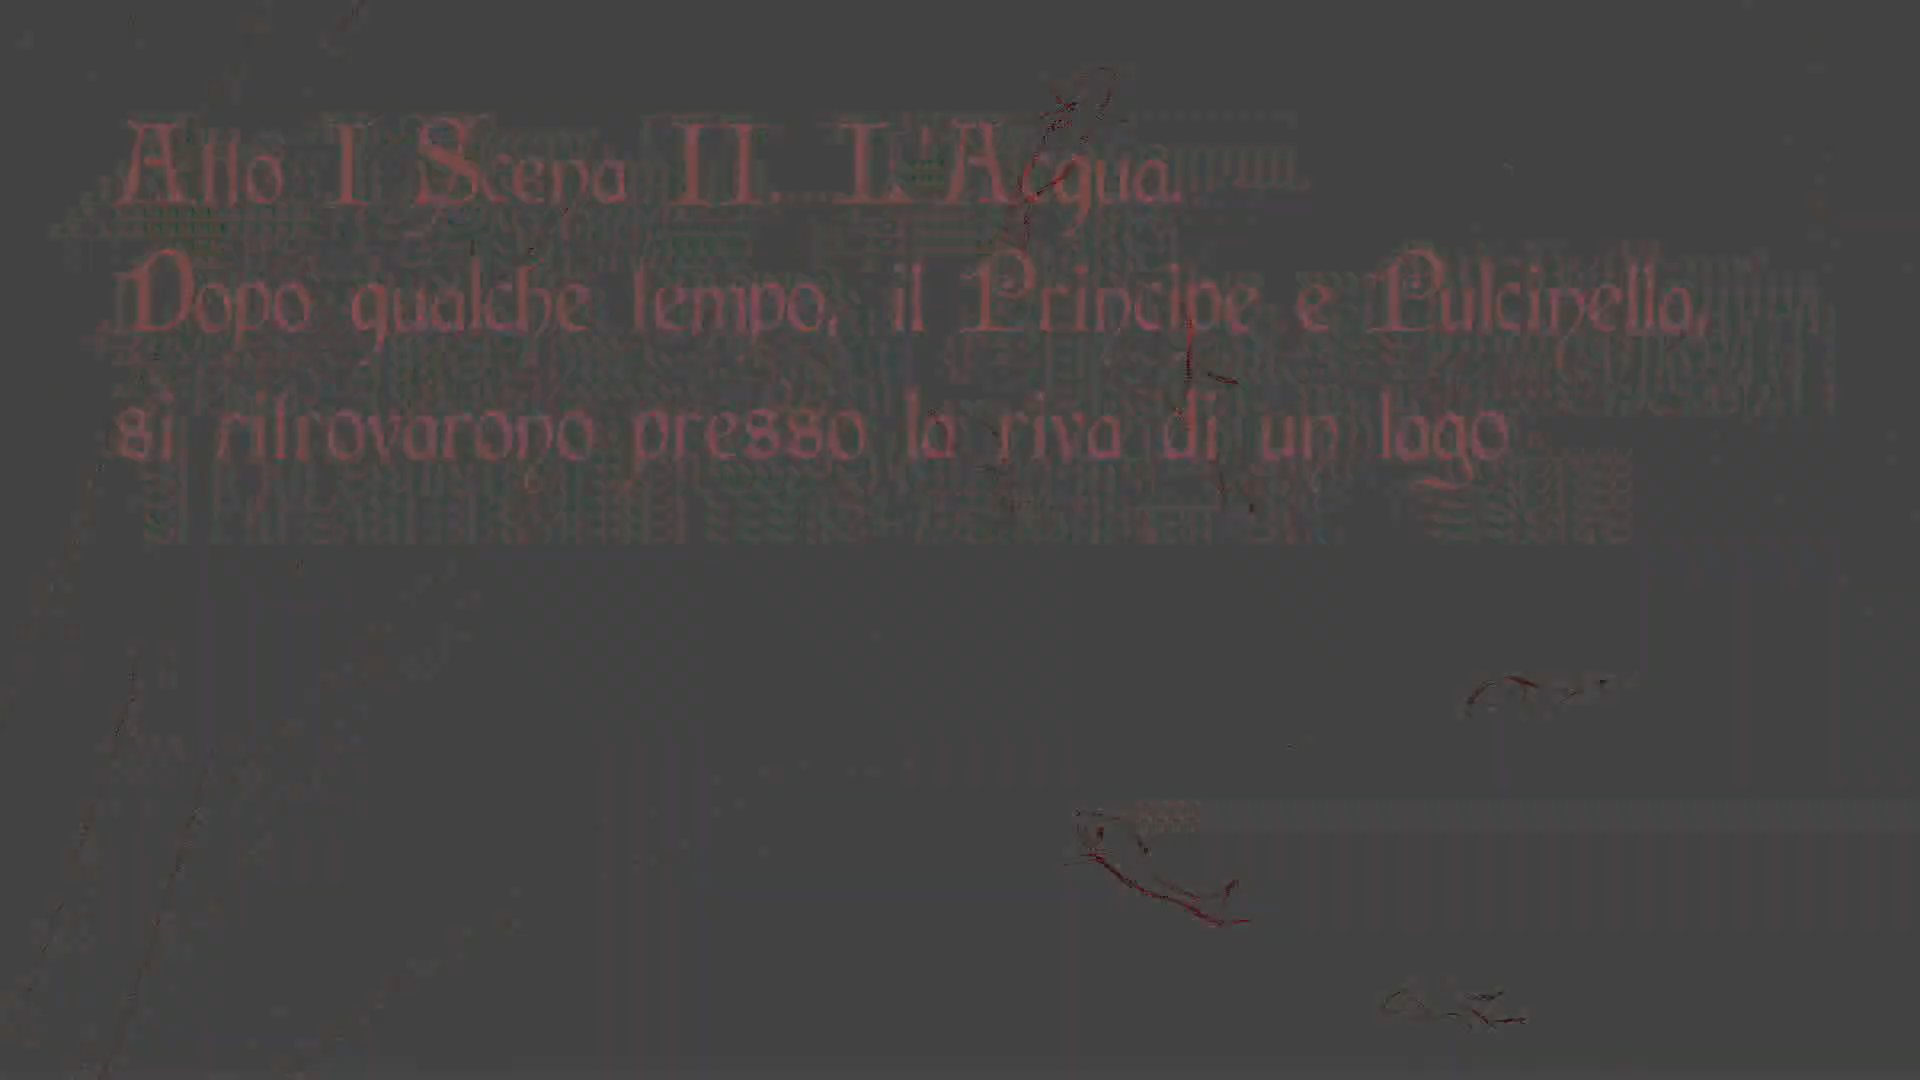 Atto I Scena II. L'Acqua.
Dopo qualche tempo, il Principe e Pulcinella,
si ritrovarono presso la riva di un lago